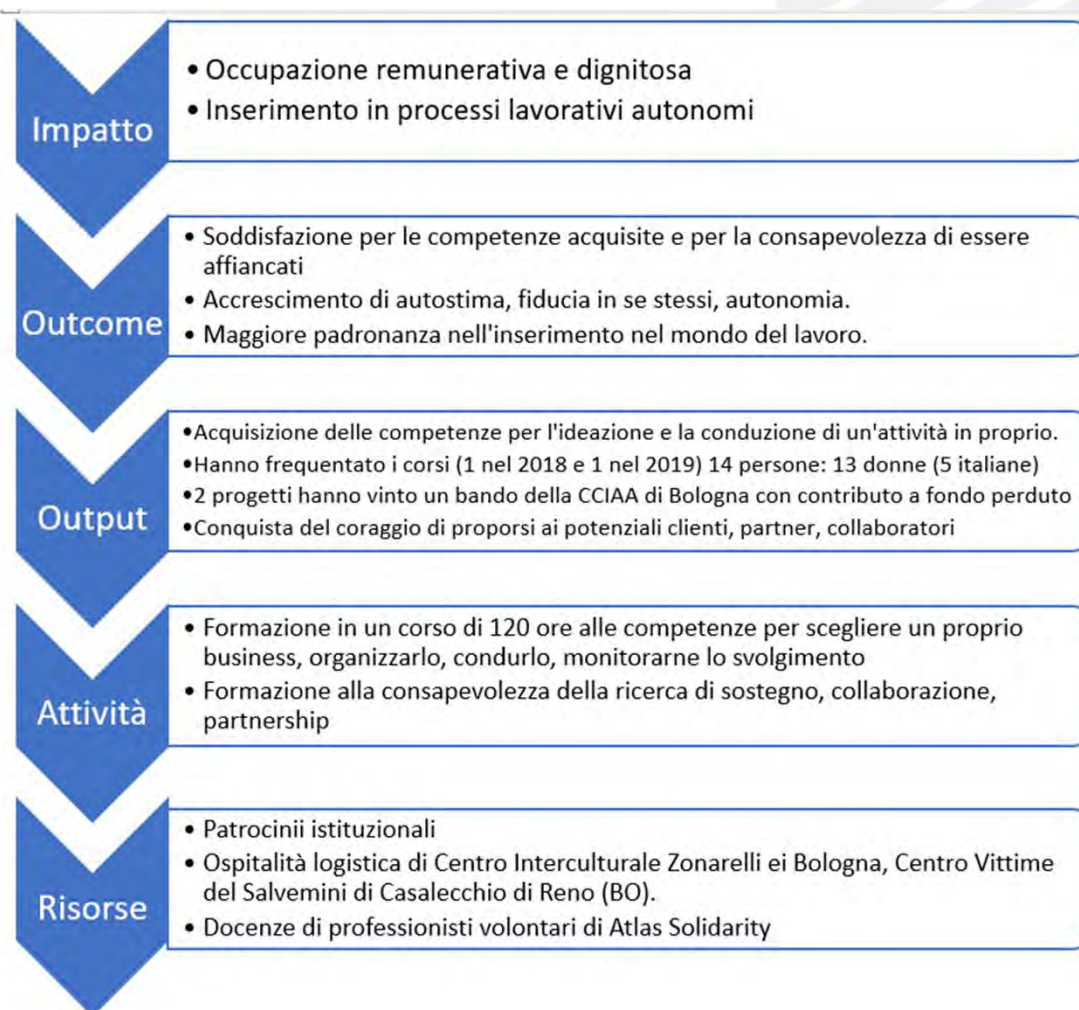 Impatto
• Occupazione remunerativa e dignitosa
• Inserimento in processi lavorativi autonomi
Outcome
• Soddisfazione per le competenze acquisite e per la consapevolezza di essere
affiancati
• Accrescimento di autostima, fiducia in se stessi, autonomia.
• Maggiore padronanza nell'inserimento nel mondo del lavoro.
Output
•Acquisizione delle competenze per l'ideazione e la conduzione di un'attività in proprio.
•Hanno frequentato i corsi (1 nel 2018 e 1 nel 2019) 14 persone: 13 donne (5 italiane)
•2 progetti hanno vinto un bando della CCIAA di Bologna con contributo a fondo perduto
•Conquista del coraggio di proporsi ai potenziali clienti, partner, collaboratori
Attività
• Formazione in un corso di 120 ore alle competenze per scegliere un proprio
business, organizzarlo, condurlo, monitorarne lo svolgimento
• Formazione alla consapevolezza della ricerca di sostegno, collaborazione,
partnership
Risorse
• Patrocinii istituzionali
• Ospitalità logistica di Centro Interculturale Zonarelli ei Bologna, Centro Vittime
del Salvemini di Casalecchio di Reno (BO).
• Docenze di professionisti volontari di Atlas Solidarity